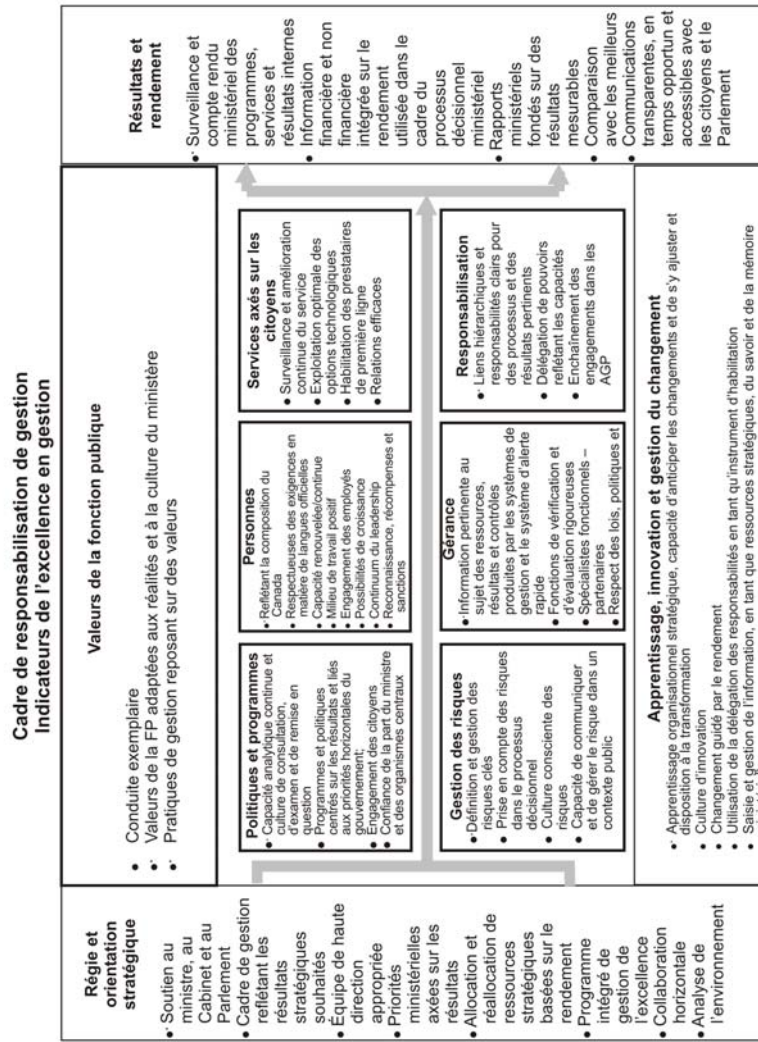 Cadre de responsabilisation de gestion
Indicateurs de l'excellence en gestion
Régie et
orientation
stratégique
• Soutien au
ministre, au
Cabinet et au
Parlement
• Cadre de gestion
reflétant les
résultats
stratégiques
souhaités
• Équipe de haute
direction
appropriée
• Priorités
ministérielles
axées sur les
résultats
• Allocation et
réallocation de
ressources
stratégiques
basées sur le
rendement
• Programme
intégré de
gestion de
l'excellence
• Collaboration
horizontale
• Analyse de
l'environnement
Valeurs de la fonction publique
• Conduite exemplaire
• Valeurs de la FP adaptées aux réalités et à la culture du ministère
• Pratiques de gestion reposant sur des valeurs
Politiques et programmes
• Capacité analytique continue et
culture de consultation,
d'examen et de remise en
question
• Programmes et politiques
centrés sur les résultats et liés
aux priorités horizontales du
gouvernement;
• Engagement des citoyens
• Confiance de la part du ministre
et des organismes centraux
Personnes
• Reflétant la composition du
Canada
• Respectueuses des exigences en
matière de langues officielles
• Capacité renouvelée/continue
• Milieu de travail positif
• Engagement des employés
• Possibilités de croissance
• Continuum du leadership
• Reconnaissance, récompenses et
sanctions
Services axés sur les
citoyens
• Surveillance et amélioration
continue du service
• Exploitation optimale des
options technologiques
• Habilitation des prestataires
de première ligne
• Relations efficaces
Gestion des risques
• Définition et gestion des
risques clés
• Prise en compte des risques
dans le processus
décisionnel
• Culture consciente des
risques
• Capacité de communiquer
et de gérer le risque dans un
contexte public
Gérance
• Information pertinente au
sujet des ressources,
résultats et contrôles
produites par les systèmes de
gestion et le système d'alerte
rapide
• Fonctions de vérification et
d'évaluation rigoureuses
• Spécialistes fonctionnels –
partenaires
• Respect des lois, politiques et
Responsabilisation
• Liens hiérarchiques et
responsabilités clairs pour
des processus et des
résultats pertinents
• Délégation de pouvoirs
reflétant les capacités
• Enchaînement des
engagements dans les
AGP
Apprentissage, innovation et gestion du changement
• Apprentissage organisationnel stratégique, capacité d'anticiper les changements et de s'y ajuster et
disposition à la transformation
• Culture d'innovation
• Changement guidé par le rendement
• Utilisation de la délégation des responsabilités en tant qu'instrument d'habilitation
• Saisie et gestion de l'information, en tant que ressources stratégiques, du savoir et de la mémoire
Résultats et
rendement
• Surveillance et
compte rendu
ministériel des
programmes,
services et
résultats internes
• Information
financière et non
financière
intégrée sur le
rendement
utilisée dans le
cadre du
processus
décisionnel
ministériel
• Rapports
ministériels
fondés sur des
résultats
mesurables
• Comparaison
avec les meilleurs
• Communications
transparentes, en
temps opportun et
accessibles avec
les citoyens et le
Parlement